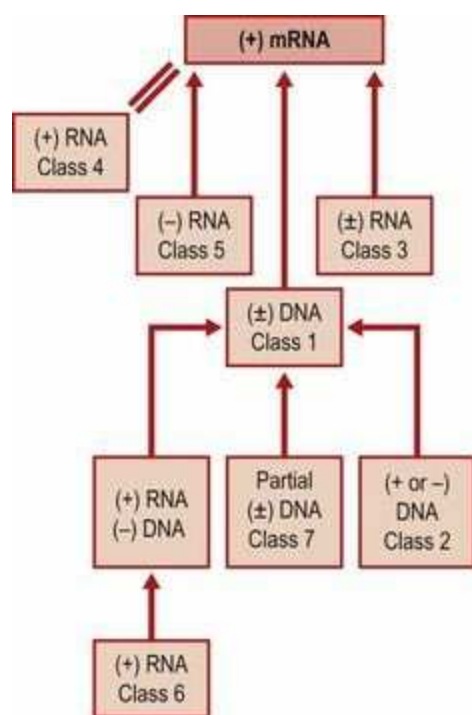 (+) mRNA
(+) RNA
Class 4
(–) RNA
Class 5
(±) RNA
Class 3
(±) DNA
Class 1
(+) RNA
(–) DNA
Partial
(±) DNA
Class 7
(+ or –)
DNA
Class 2
(+) RNA
Class 6